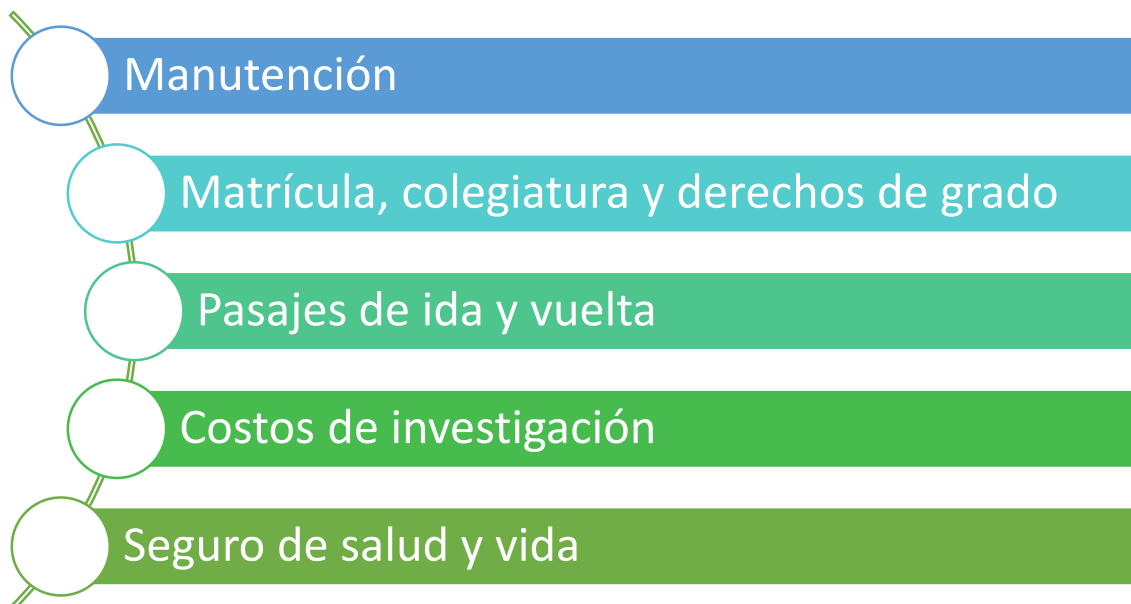 Manutención
Matrícula, colegiatura y derechos de grado
Pasajes de ida y vuelta
Costos de investigación
Seguro de salud y vida